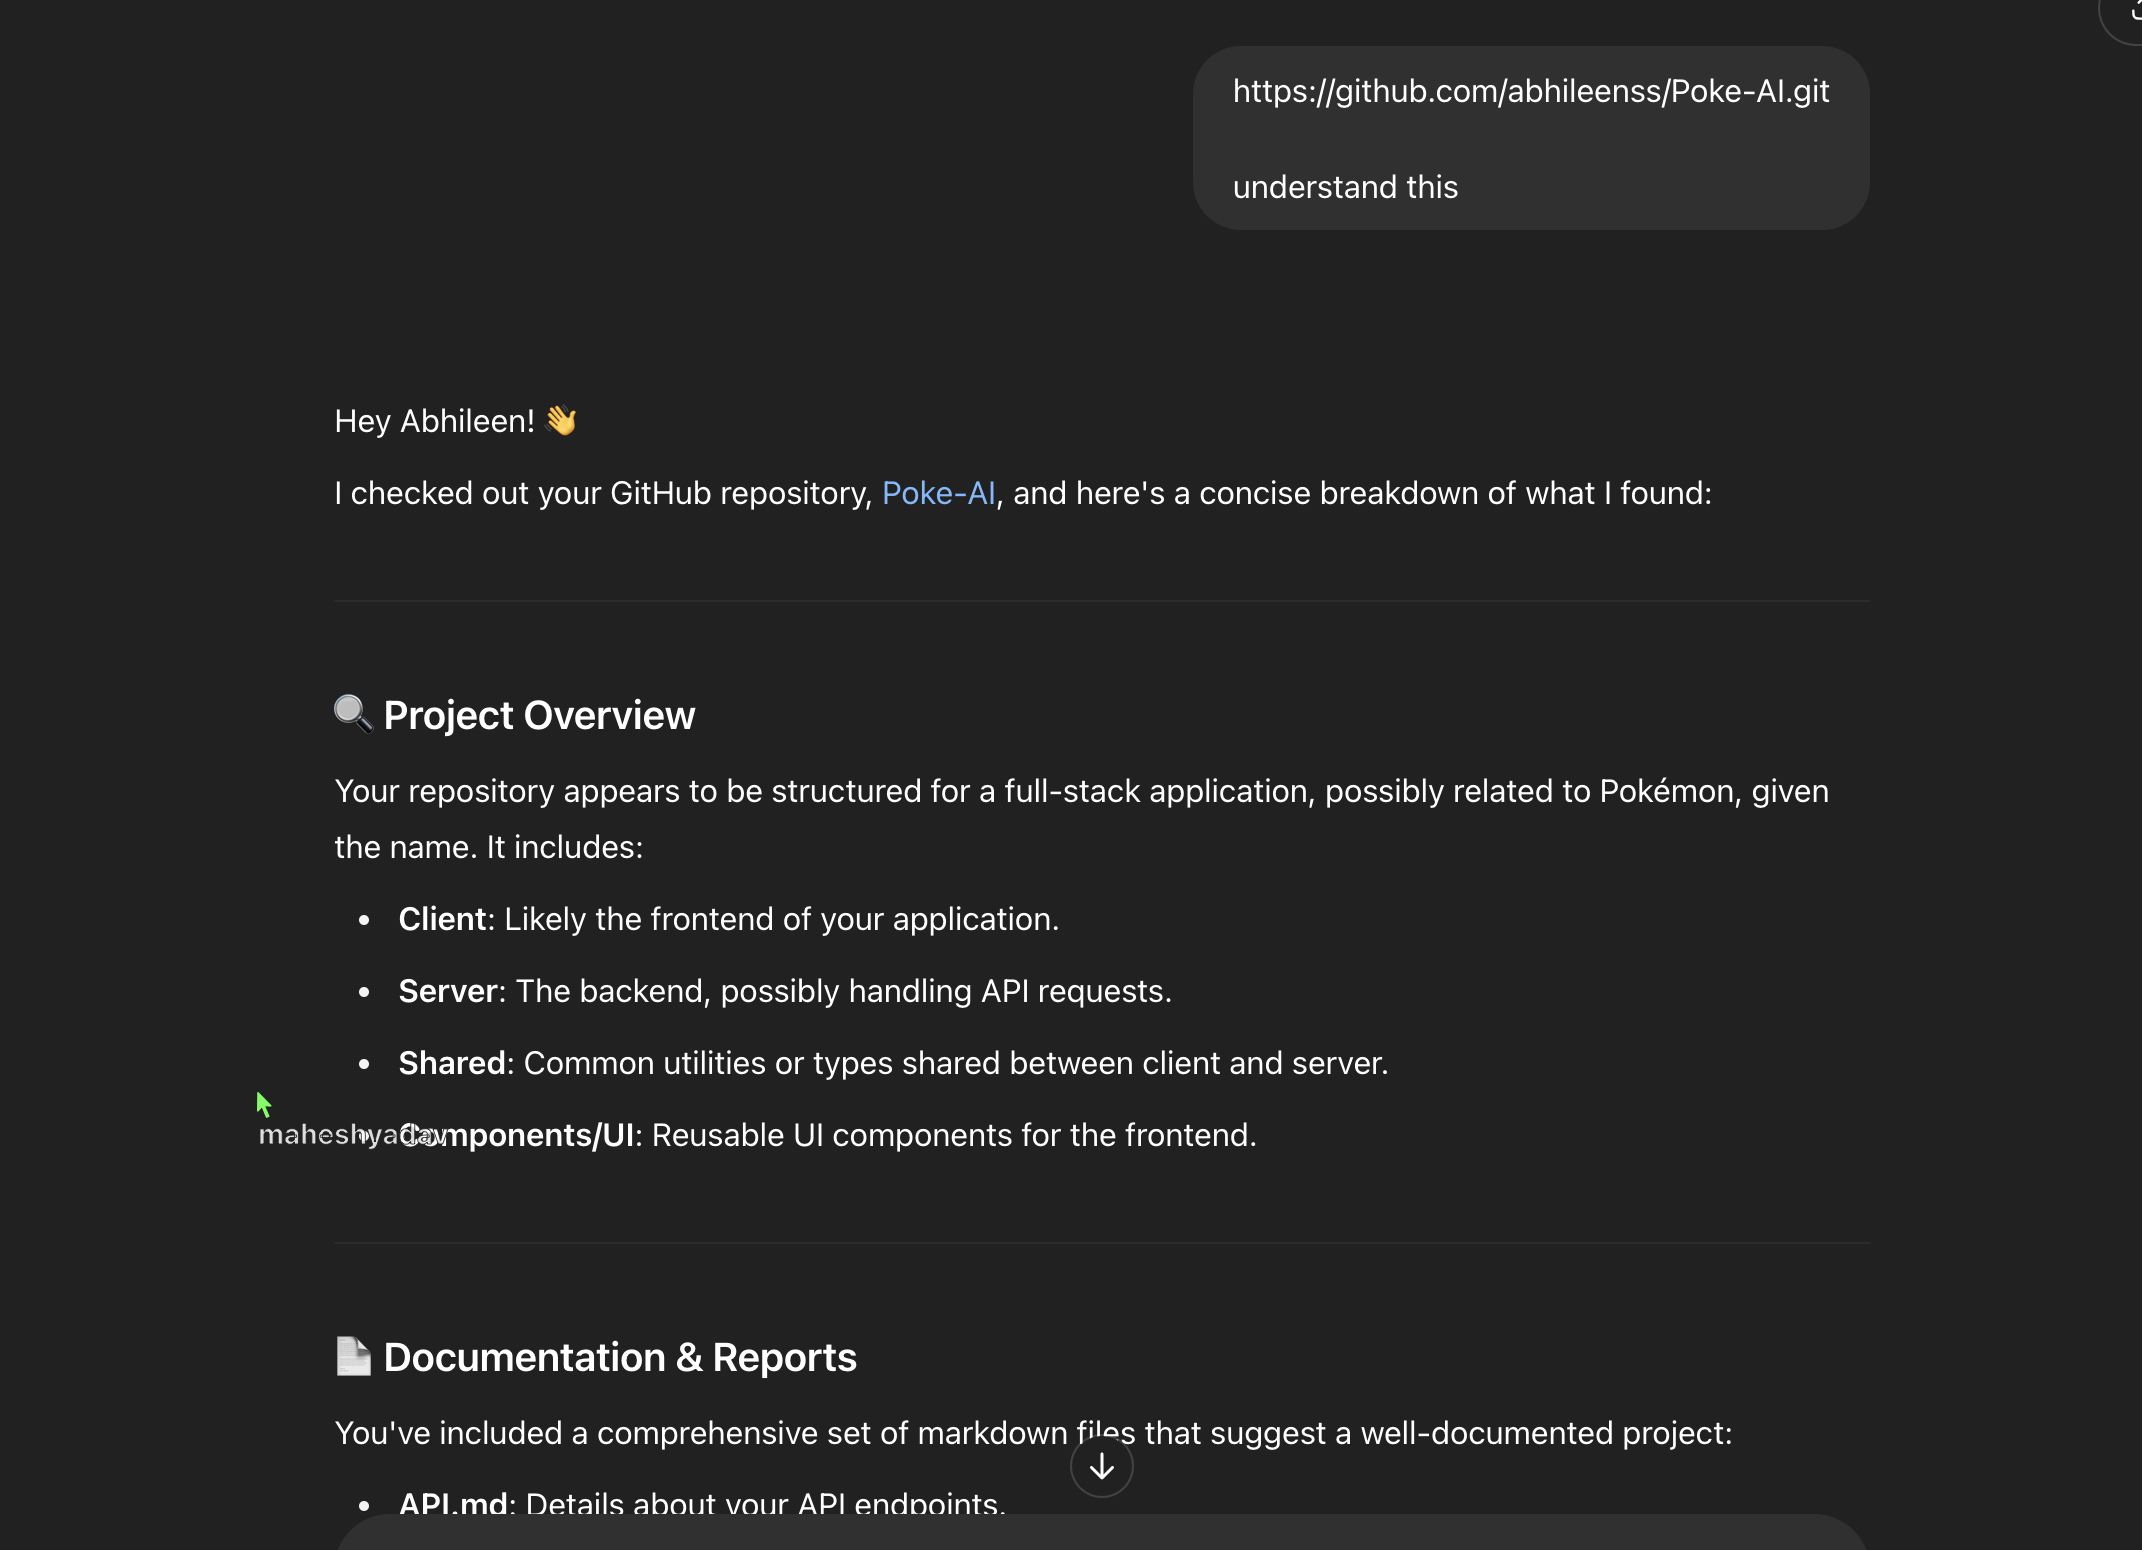 https://github.com/abhileenss/Poke-AI.git
understand this
Hey Abhileen! 👋
I checked out your GitHub repository, Poke-AI, and here's a concise breakdown of what I found:
🔍 Project Overview
Your repository appears to be structured for a full-stack application, possibly related to Pokémon, given
the name. It includes:
• Client: Likely the frontend of your application.
• Server: The backend, possibly handling API requests.
• Shared: Common utilities or types shared between client and server.
maheshyadav
Components/UI: Reusable UI components for the frontend.
📄 Documentation & Reports
You've included a comprehensive set of markdown files that suggest a well-documented project:
• API.md: Details about your API endpoints.